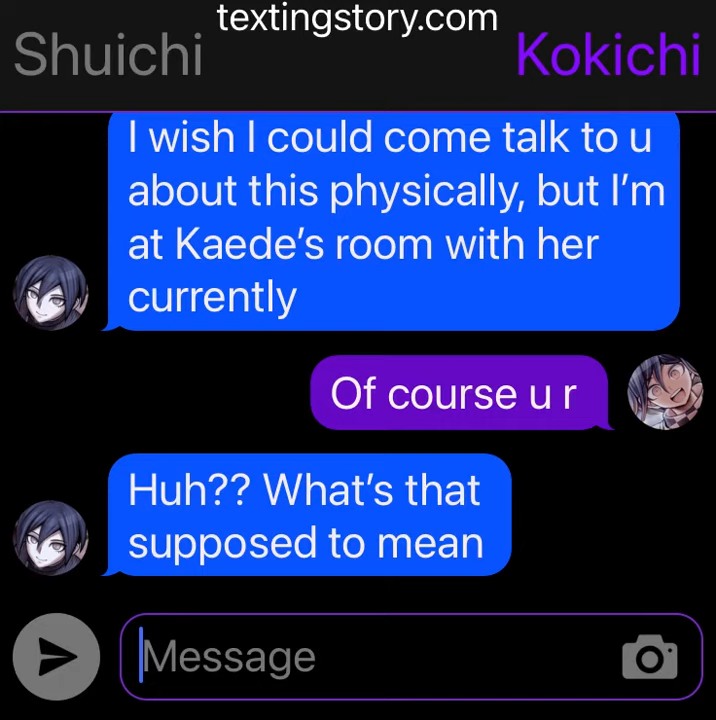 textingstory.com
Shuichi Kokichi
I wish I could come talk to u
about this physically, but I’m
at Kaede’s room with her
currently
Of course u r
Huh?? What’s that
supposed to mean
Message